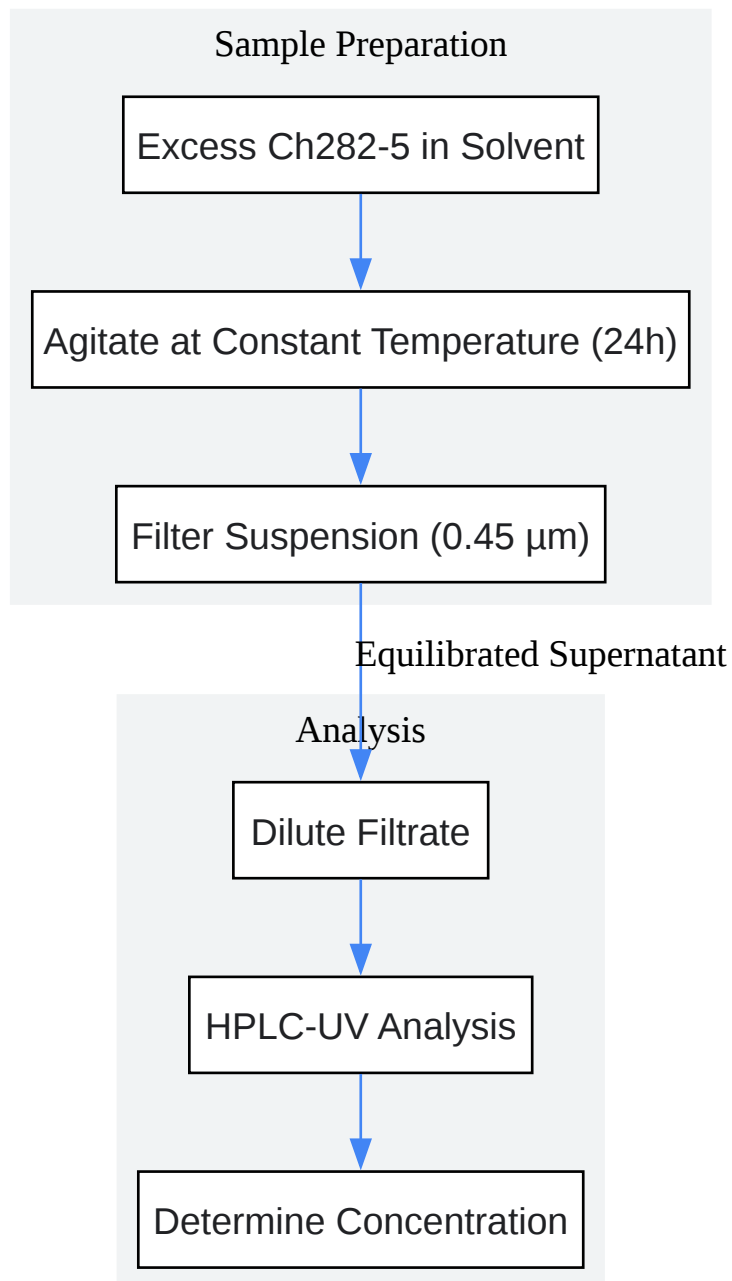 Sample Preparation
Excess Ch282-5 in Solvent
Agitate at Constant Temperature (24h)
Filter Suspension (0.45 µm)
Equilibrated Supernatant
Analysis
Dilute Filtrate
HPLC-UV Analysis
Determine Concentration